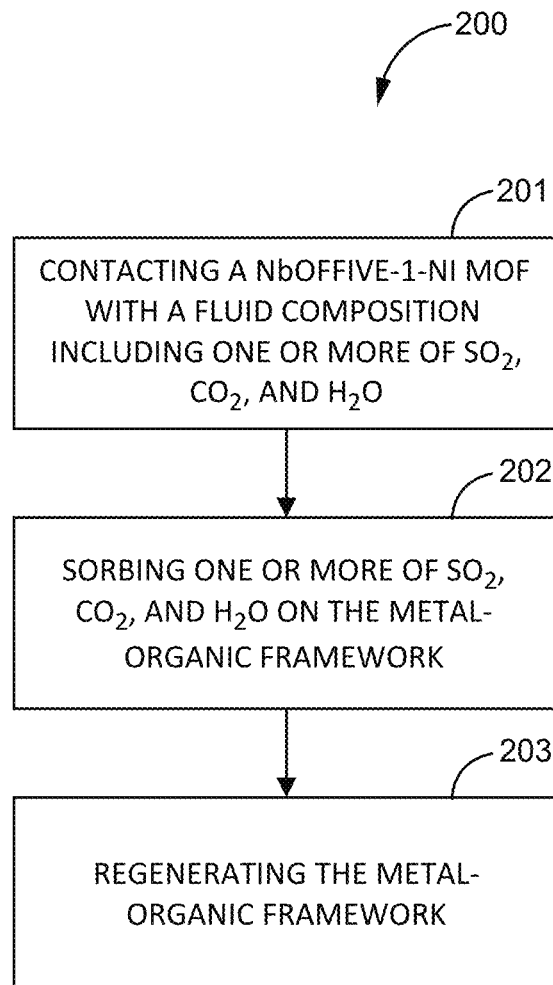 200
201
CONTACTING A NbOFFIVE-1-NI MOF
WITH A FLUID COMPOSITION
INCLUDING ONE OR MORE OF SO₂,
CO₂, AND H₂O
202
SORBING ONE OR MORE OF SO₂,
CO₂, AND H₂O ON THE METAL-
ORGANIC FRAMEWORK
203
REGENERATING THE METAL-
ORGANIC FRAMEWORK